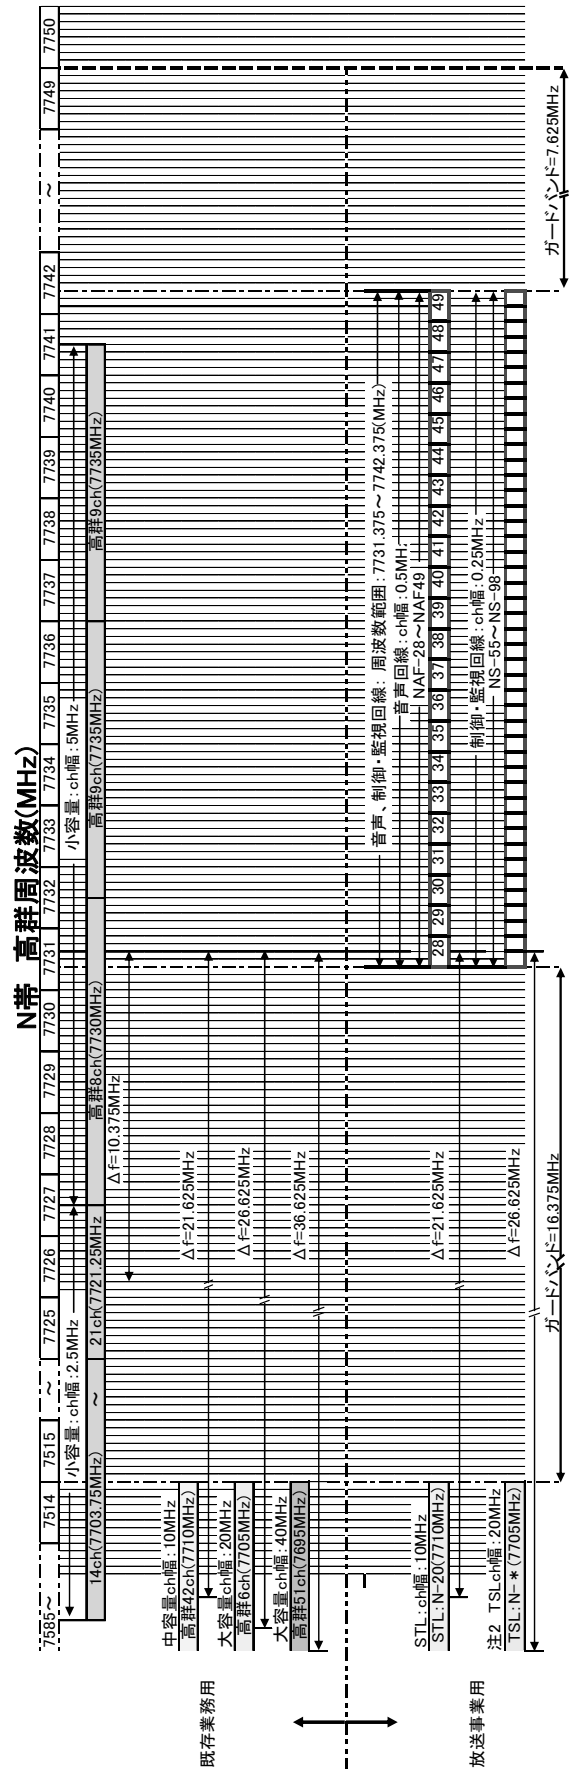 N帯 高群周波数(MHz)
7585~
7514
7515
~
7725
7726
7727
7728
7729
7730
7731
7732
7733
7734
7735
7736
7737
7738
7739
7740
7741
7742
~
7749
7750
小容量:ch幅:2.5MHz
小容量:ch幅:5MHz
14ch(7703.75MHz)
~
21ch(7721.25MHz)
高群8ch(7730MHz)
高群9ch(7735MHz)
高群9ch(7735MHz)
Δf=10.375MHz
既存業務用
中容量ch幅:10MHz
高群42ch(7710MHz)
Δf=21.625MHz
大容量ch幅:20MHz
高群6ch(7705MHz)
Δf=26.625MHz
大容量ch幅:40MHz
高群51ch(7695MHz)
Δf=36.625MHz
放送事業用
音声、制御・監視回線: 周波数範囲:7731.375~7742.375(MHz)
音声回線:ch幅:0.5MHz
NAF-28~NAF49
STL:ch幅:10MHz
STL:N-20(7710MHz)
Δf=21.625MHz
28 29 30 31 32 33 34 35 36 37 38 39 40 41 42 43 44 45 46 47 48 49
制御・監視回線:ch幅:0.25MHz
NS-55~NS-98
注2 TSLch幅:20MHz
TSL:N-*(7705MHz)
Δf=26.625MHz
ガードバンド=16.375MHz
ガードバンド=7.625MHz